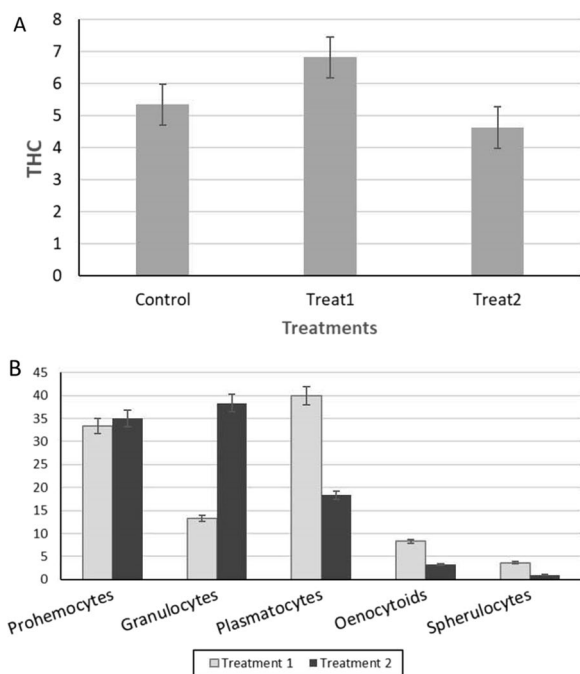 A
8
7
6
5
4
3
2
1
0
THC
Control Treat1 Treat2
Treatments
B
45
40
35
30
25
20
15
10
5
0
Prohemocytes Granulocytes Plasmatocytes Oenocytoids Spherulocytes
Treatment 1 Treatment 2